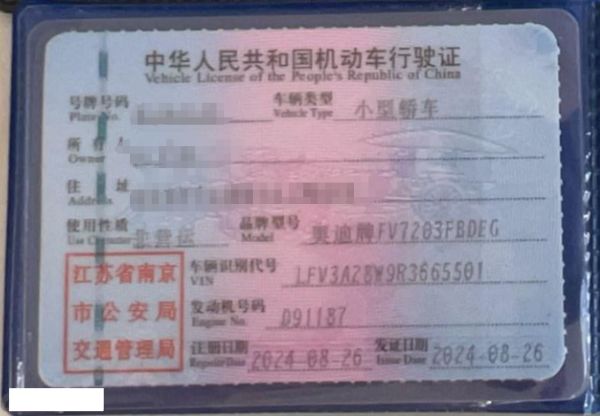 中华人民共和国机动车行驶证
Vehicle License of the People's Republic of China
号牌号码 车辆类型 小型轿车
Plate No. Vehicle Type
所有人
Owner
住 址
Address
使用性质 非营运 品牌型号 奥迪牌FV7203FBDEG
Use Character Model
江苏省南京 车辆识别代号 LFV3A28W9R3665501
VIN
市公安局 发动机号码 D91187
Engine No.
交通管理局 注册日期 2024-08-26 发证日期 2024-08-26
Register Date Issue Date